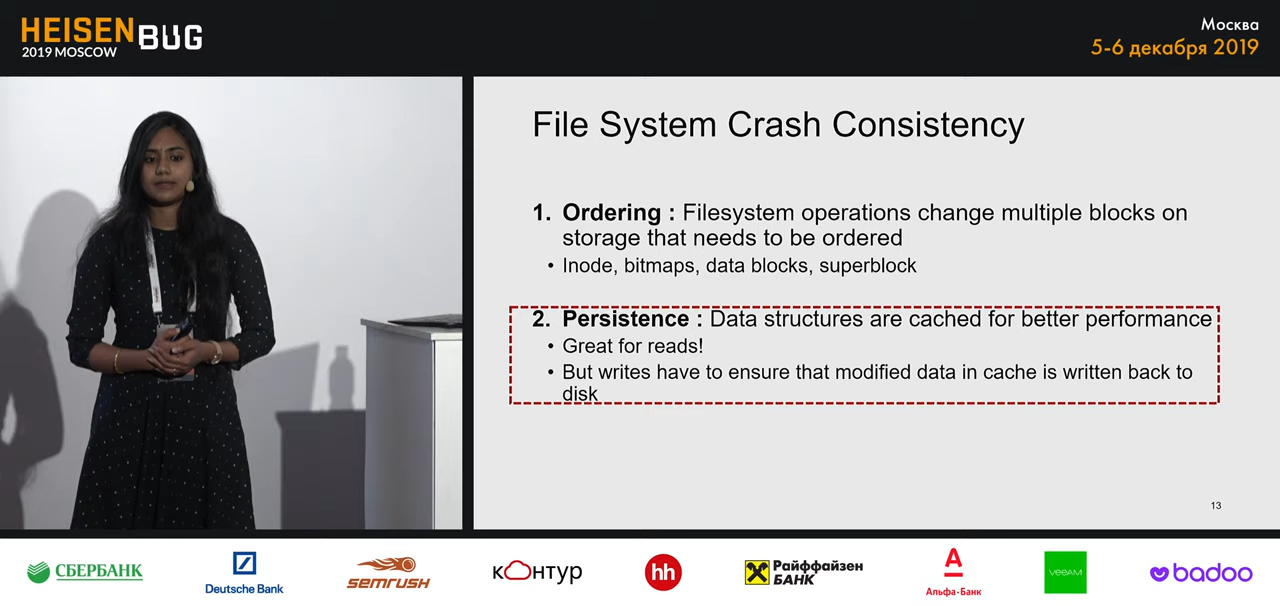 HEISENBUG
2019 MOSCOW
Москва
5-6 декабря 2019
File System Crash Consistency
1. Ordering : Filesystem operations change multiple blocks on
storage that needs to be ordered
• Inode, bitmaps, data blocks, superblock
2. Persistence : Data structures are cached for better performance
• Great for reads!
• But writes have to ensure that modified data in cache is written back to
disk
13
СБЕРБАНК
Deutsche Bank
semrush
контур
hh
Райффайзен
БАНК
А
Альфа·Банк
veeam
badoo